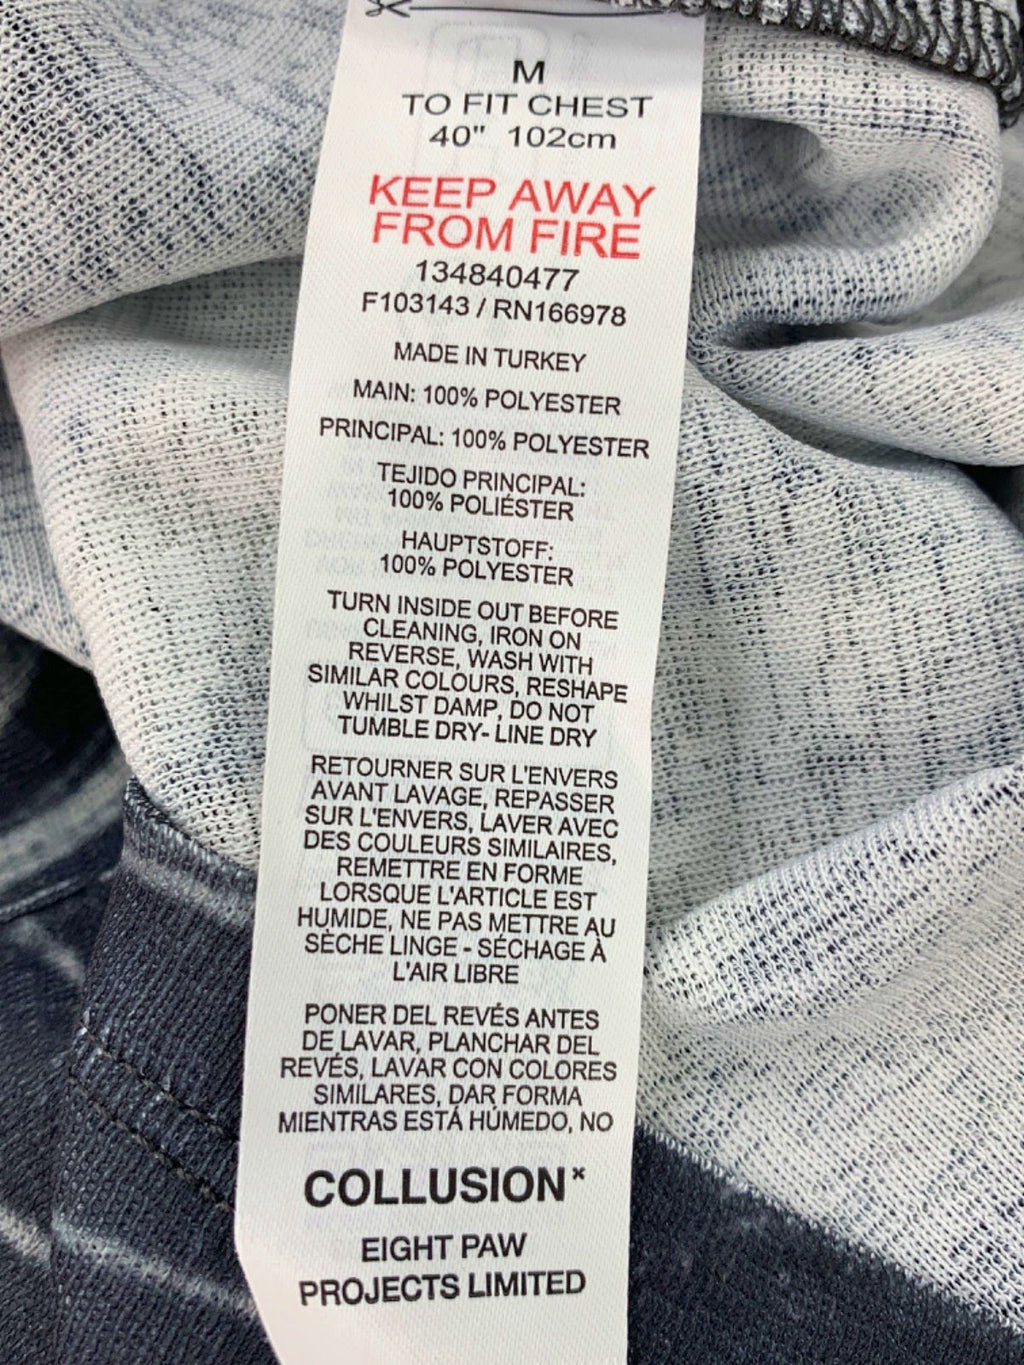 M
TO FIT CHEST
40" 102cm
KEEP AWAY
FROM FIRE
134840477
F103143 / RN166978
MADE IN TURKEY
MAIN: 100% POLYESTER
PRINCIPAL: 100% POLYESTER
TEJIDO PRINCIPAL:
100% POLIÉSTER
HAUPTSTOFF:
100% POLYESTER
TURN INSIDE OUT BEFORE
CLEANING, IRON ON
REVERSE, WASH WITH
SIMILAR COLOURS, RESHAPE
WHILST DAMP, DO NOT
TUMBLE DRY- LINE DRY
RETOURNER SUR L'ENVERS
AVANT LAVAGE, REPASSER
SUR L'ENVERS, LAVER AVEC
DES COULEURS SIMILAIRES,
REMETTRE EN FORME
LORSQUE L'ARTICLE EST
HUMIDE, NE PAS METTRE AU
SÈCHE LINGE - SÉCHAGE À
L'AIR LIBRE
PONER DEL REVÉS ANTES
DE LAVAR, PLANCHAR DEL
REVÉS, LAVAR CON COLORES
SIMILARES, DAR FORMA
MIENTRAS ESTÁ HÚMEDO, NO
COLLUSION×
EIGHT PAW
PROJECTS LIMITED